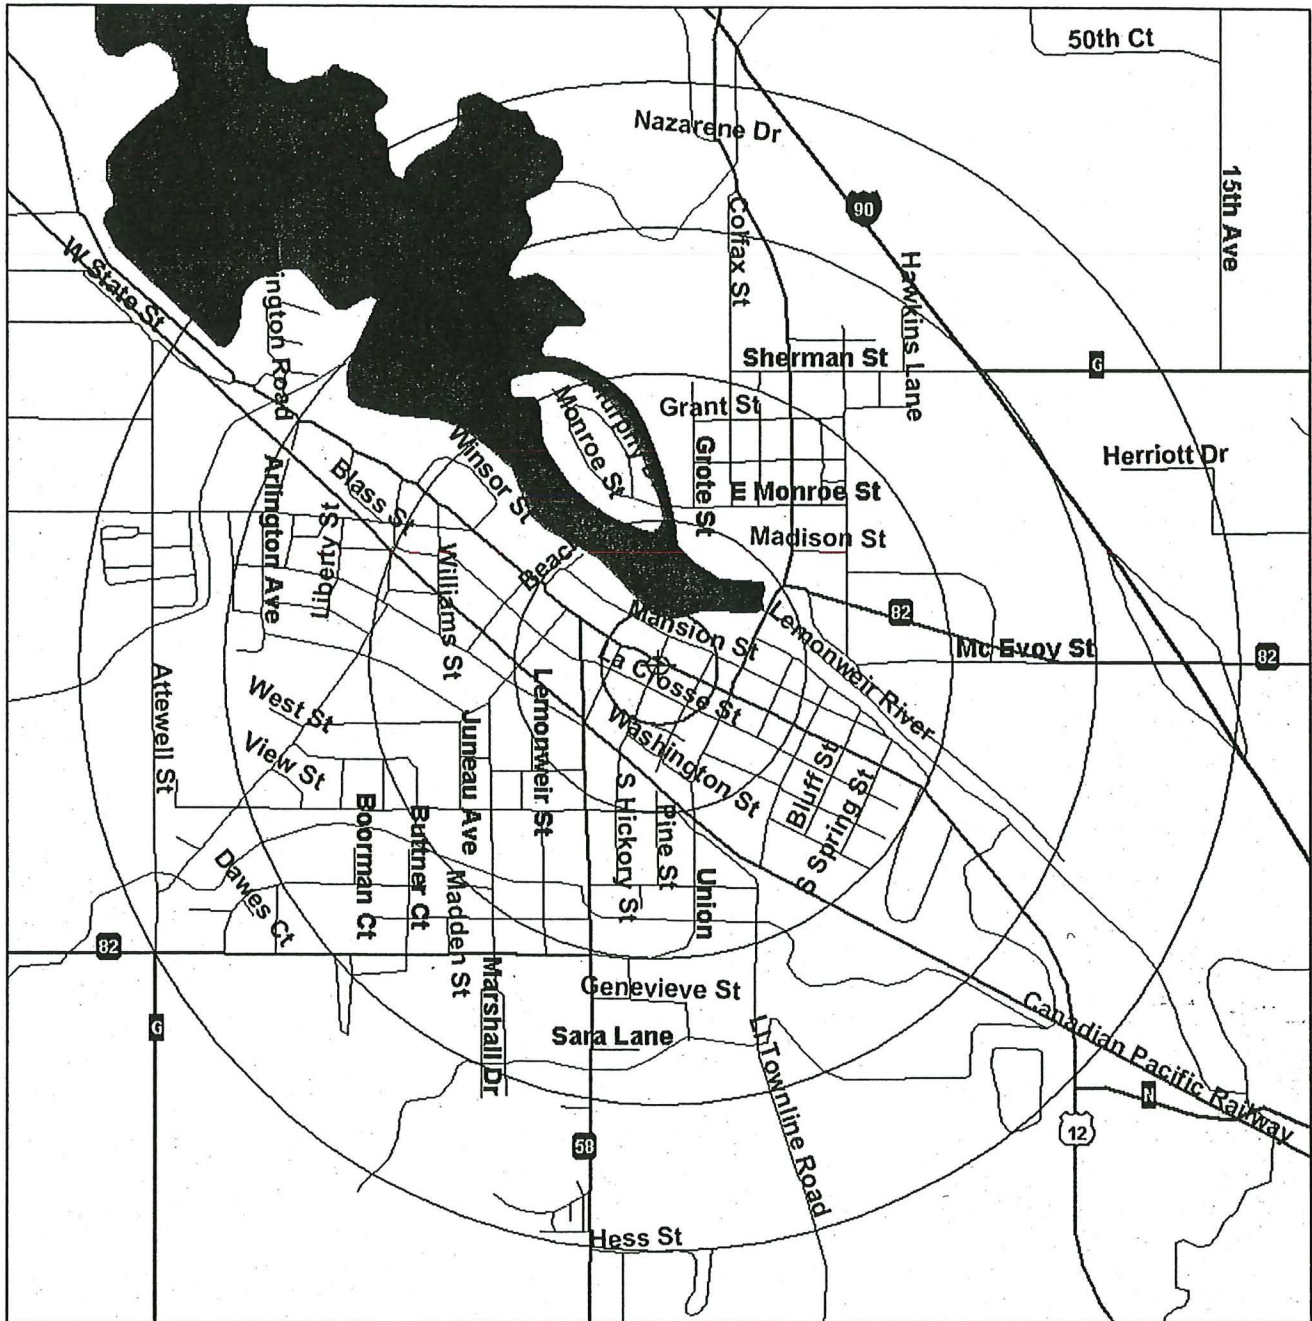 50th Ct
Nazarene Dr
15th Ave
90
Colfax St
W State St
Hawkins Lane
ington Road
Sherman St
G
Monroe St
Grant St
Winsor St
Grote St
Herriott Dr
Blass St
E Monroe St
Arlington Ave
Liberry St
Madison St
Williams St
Beac
Mansion St
Lemonweir River
82
Mc Evoy St
82
La Crosse St
Attewell St
West St
Lemonweir St
Juneau Ave
View St
Washington St
Bluff St
S Spring St
S Hickory St
Pine St
Boorman Ct
Buttner Ct
Dawes Ct
Madden St
Union
82
Marshall Dr
Genevieve St
G
Sara Lane
Canadian Pacific Railway
Townline Road
N
12
58
Hess St